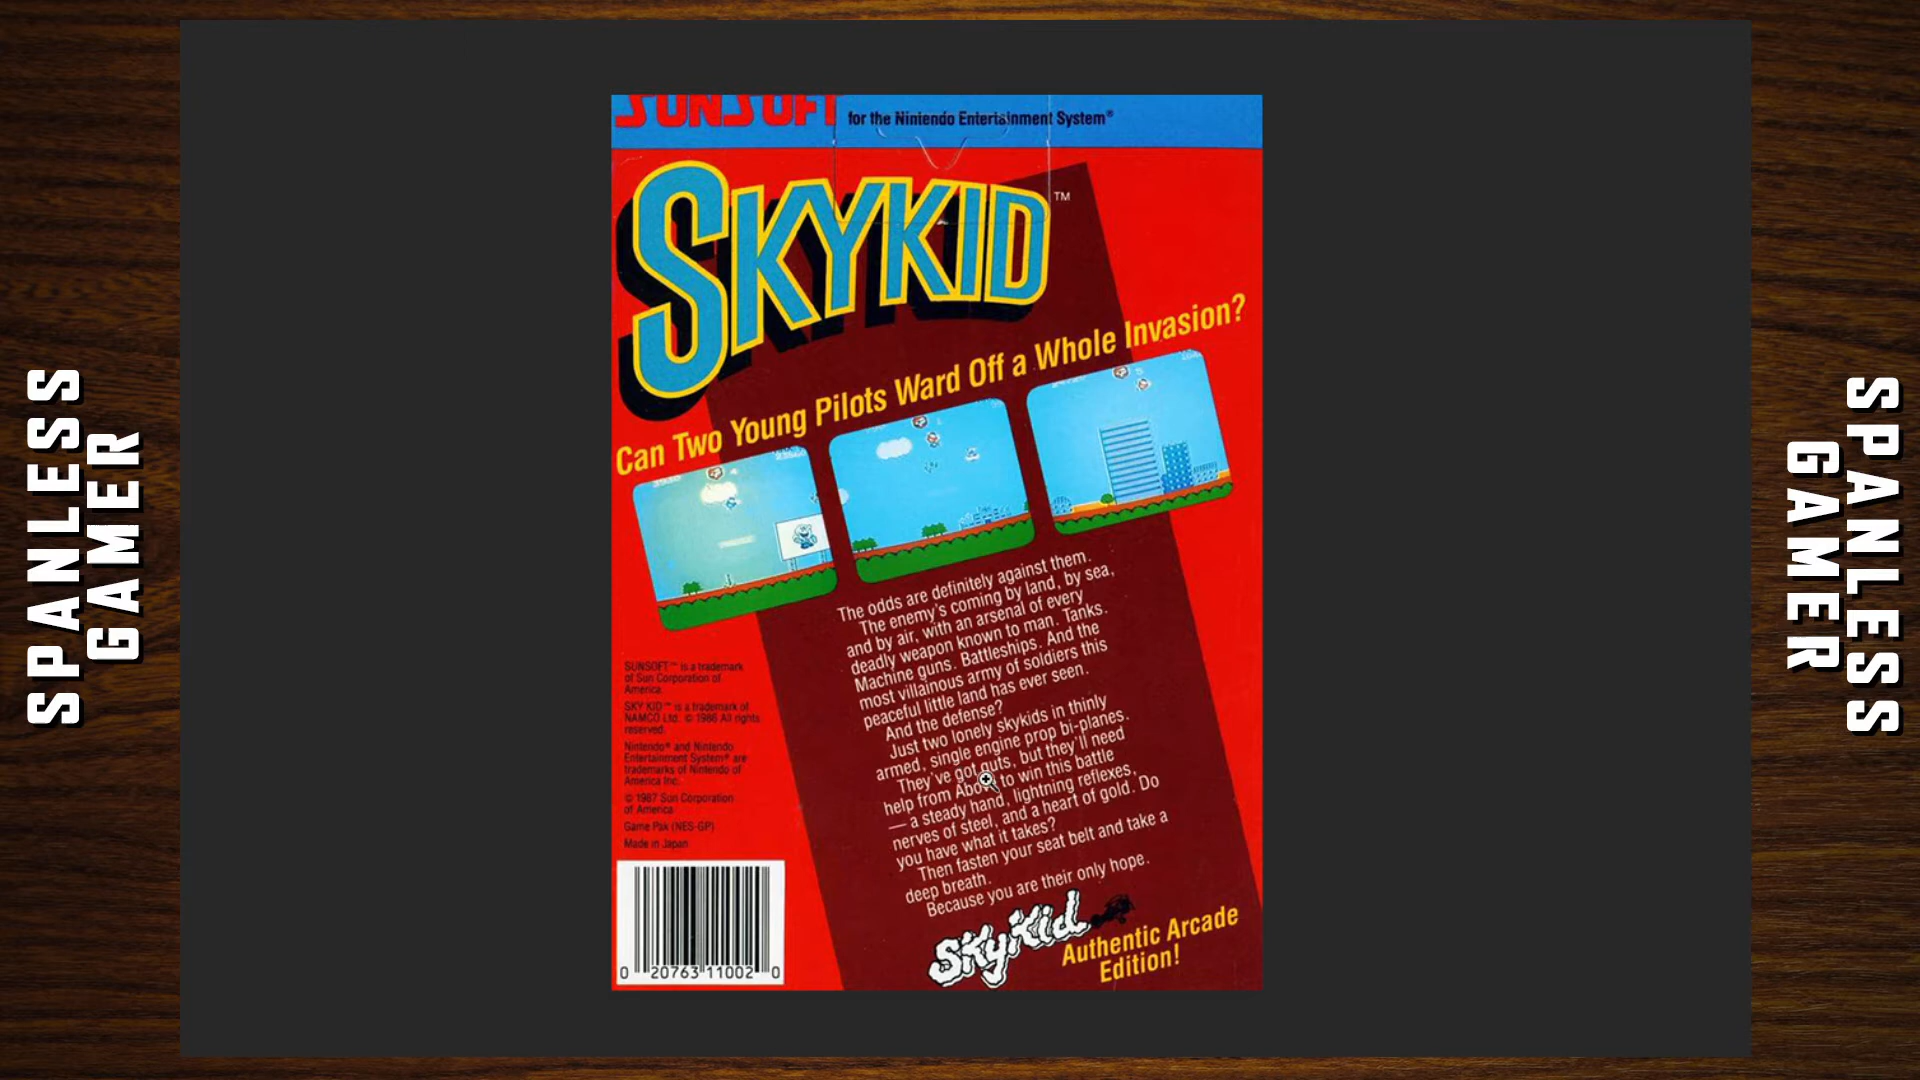 SUNSOFT
for the Nintendo Entertainment System®
SKYKID™
Can Two Young Pilots Ward Off a Whole Invasion?
The odds are definitely against them.
The enemy's coming by land, by sea,
and by air, with an arsenal of every
deadly weapon known to man. Tanks.
Machine guns. Battleships. And the
most villainous army of soldiers this
peaceful little land has ever seen.
And the defense?
Just two lonely skykids in thinly
armed, single engine prop bi-planes.
They've got guts, but they'll need
help from Above to win this battle
— a steady hand, lightning reflexes,
nerves of steel, and a heart of gold. Do
you have what it takes?
Then fasten your seat belt and take a
deep breath.
Because you are their only hope.
SUNSOFT™ is a trademark
of Sun Corporation of
America.
SKY KID™ is a trademark of
NAMCO Ltd. © 1986 All rights
reserved.
Nintendo® and Nintendo
Entertainment System® are
trademarks of Nintendo of
America Inc.
© 1987 Sun Corporation
of America
Game Pak (NES-GP)
Made in Japan
0 20763 11002 0
SkyKid
Authentic Arcade
Edition!
SPANLESS
GAMER
SPANLESS
GAMER